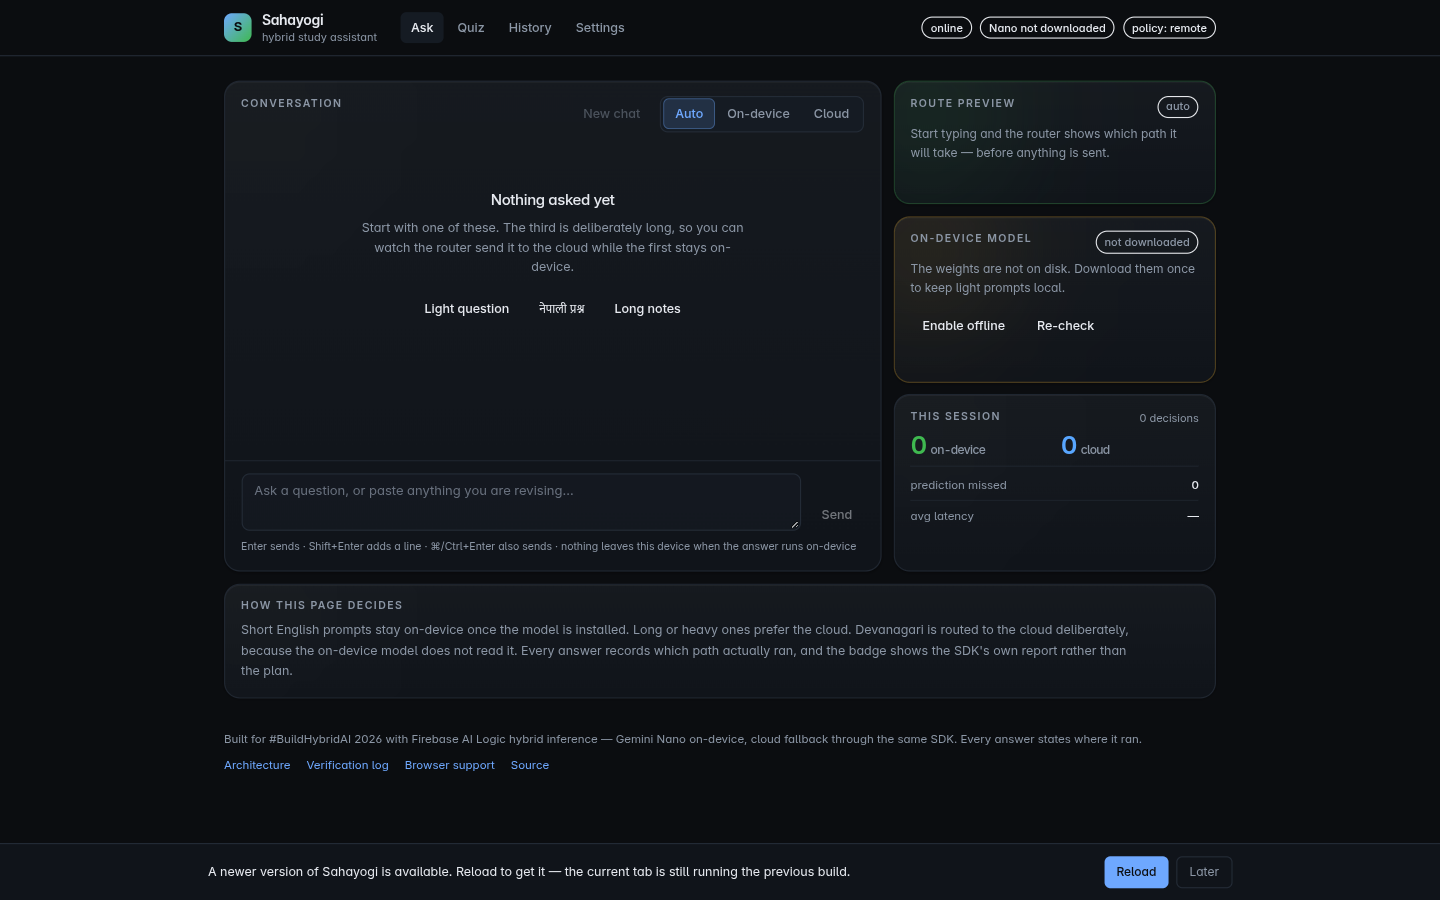 S
Sahayogi
hybrid study assistant
Ask
Quiz
History
Settings
online
Nano not downloaded
policy: remote
CONVERSATION
New chat
Auto
On-device
Cloud
Nothing asked yet
Start with one of these. The third is deliberately long, so you can
watch the router send it to the cloud while the first stays on-
device.
Light question
नेपाली प्रश्न
Long notes
Ask a question, or paste anything you are revising...
Send
Enter sends · Shift+Enter adds a line · ⌘/Ctrl+Enter also sends · nothing leaves this device when the answer runs on-device
ROUTE PREVIEW
auto
Start typing and the router shows which path it
will take — before anything is sent.
ON-DEVICE MODEL
not downloaded
The weights are not on disk. Download them once
to keep light prompts local.
Enable offline
Re-check
THIS SESSION
0 decisions
0 on-device
0 cloud
prediction missed
0
avg latency
—
HOW THIS PAGE DECIDES
Short English prompts stay on-device once the model is installed. Long or heavy ones prefer the cloud. Devanagari is routed to the cloud deliberately,
because the on-device model does not read it. Every answer records which path actually ran, and the badge shows the SDK's own report rather than
the plan.
Built for #BuildHybridAI 2026 with Firebase AI Logic hybrid inference — Gemini Nano on-device, cloud fallback through the same SDK. Every answer states where it ran.
Architecture
Verification log
Browser support
Source
A newer version of Sahayogi is available. Reload to get it — the current tab is still running the previous build.
Reload
Later